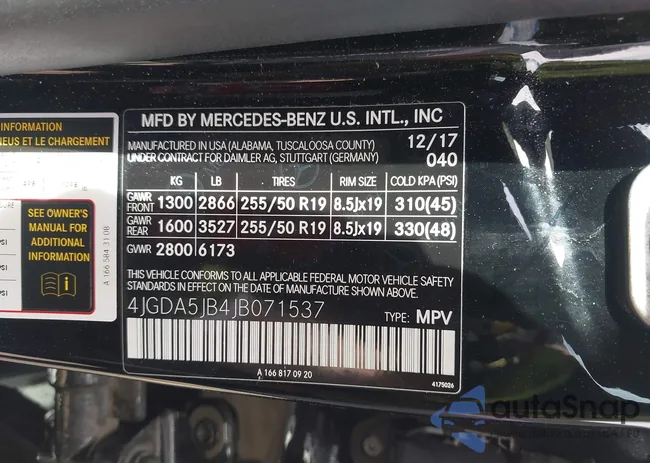 INFORMATION
NEUS ET LE CHARGEMENT
SEE OWNER'S
MANUAL FOR
ADDITIONAL
INFORMATION
PSI
PSI
PSI
A 166 584 31 08
MFD BY MERCEDES-BENZ U.S. INTL., INC
MANUFACTURED IN USA (ALABAMA, TUSCALOOSA COUNTY) 12/17
UNDER CONTRACT FOR DAIMLER AG, STUTTGART (GERMANY) 040
KG LB TIRES RIM SIZE COLD KPA (PSI)
GAWR FRONT 1300 2866 255/50 R19 8.5Jx19 310(45)
GAWR REAR 1600 3527 255/50 R19 8.5Jx19 330(48)
GVWR 2800 6173
THIS VEHICLE CONFORMS TO ALL APPLICABLE FEDERAL MOTOR VEHICLE SAFETY
STANDARDS IN EFFECT ON THE DATE OF MANUFACTURE SHOWN ABOVE.
4JGDA5JB4JB071537 TYPE: MPV
A 166 817 09 20
4175026
autoSnap